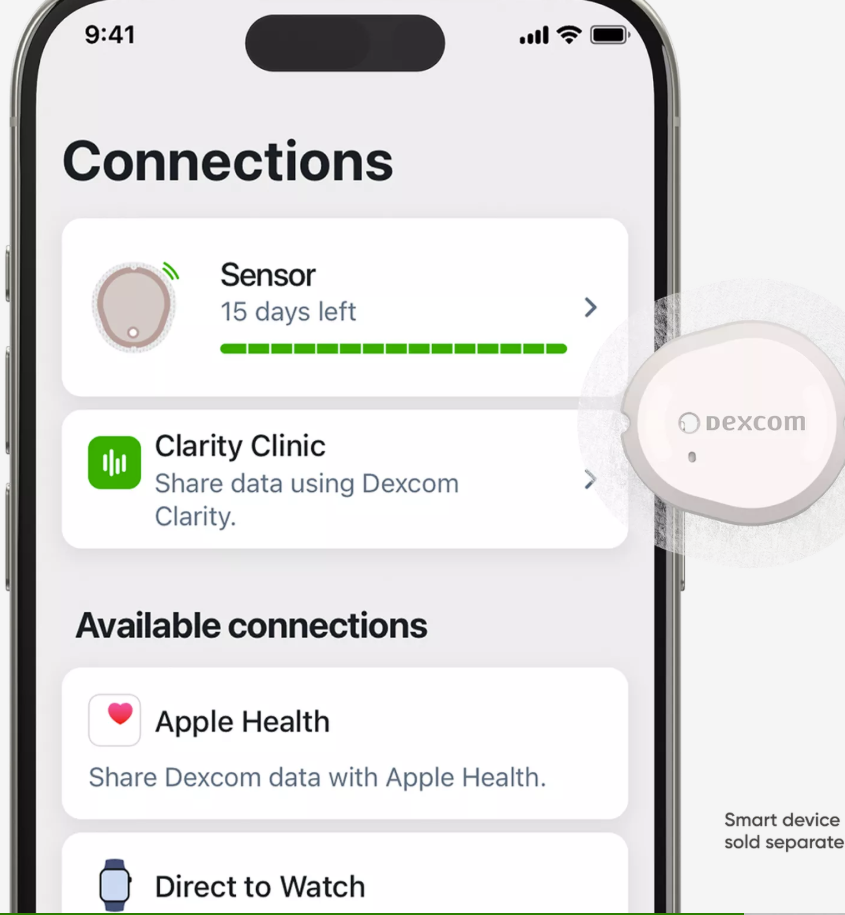 9:41
Connections
Sensor
15 days left
Clarity Clinic
Share data using Dexcom
Clarity.
Dexcom
Available connections
Apple Health
Share Dexcom data with Apple Health.
Smart device
sold separate
Direct to Watch